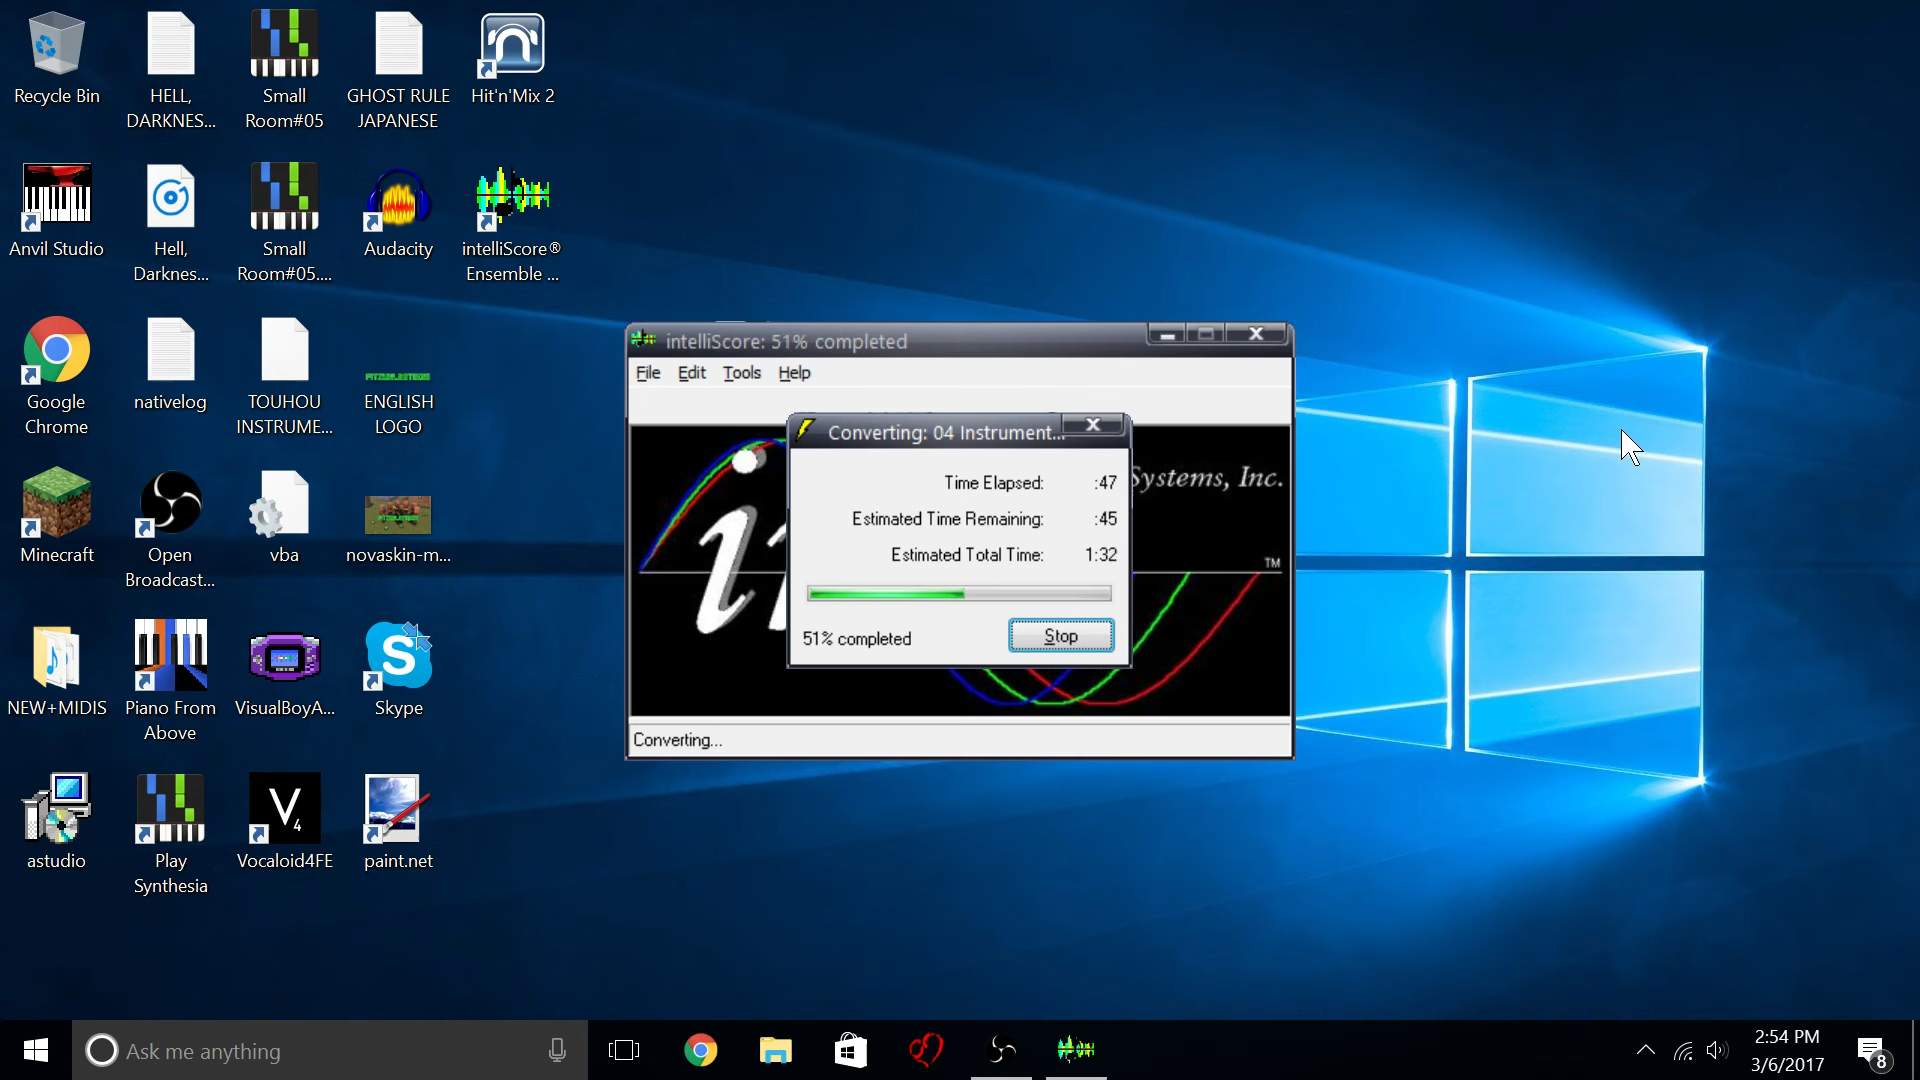 Recycle Bin
HELL,
DARKNES...
Small
Room#05
GHOST RULE
JAPANESE
Hit'n'Mix 2
Anvil Studio
Hell,
Darknes...
Small
Room#05....
Audacity
intelliScore®
Ensemble ...
Google
Chrome
nativelog
TOUHOU
INSTRUME...
ENGLISH
LOGO
Minecraft
Open
Broadcast...
vba
novaskin-m...
NEW+MIDIS
Piano From
Above
VisualBoyA...
Skype
astudio
Play
Synthesia
V4
Vocaloid4FE
paint.net
intelliScore: 51% completed
File Edit Tools Help
Converting: 04 Instrument...
Time Elapsed: :47
Estimated Time Remaining: :45
Estimated Total Time: 1:32
51% completed
Stop
Systems, Inc.
TM
Converting...
Ask me anything
2:54 PM
3/6/2017
8